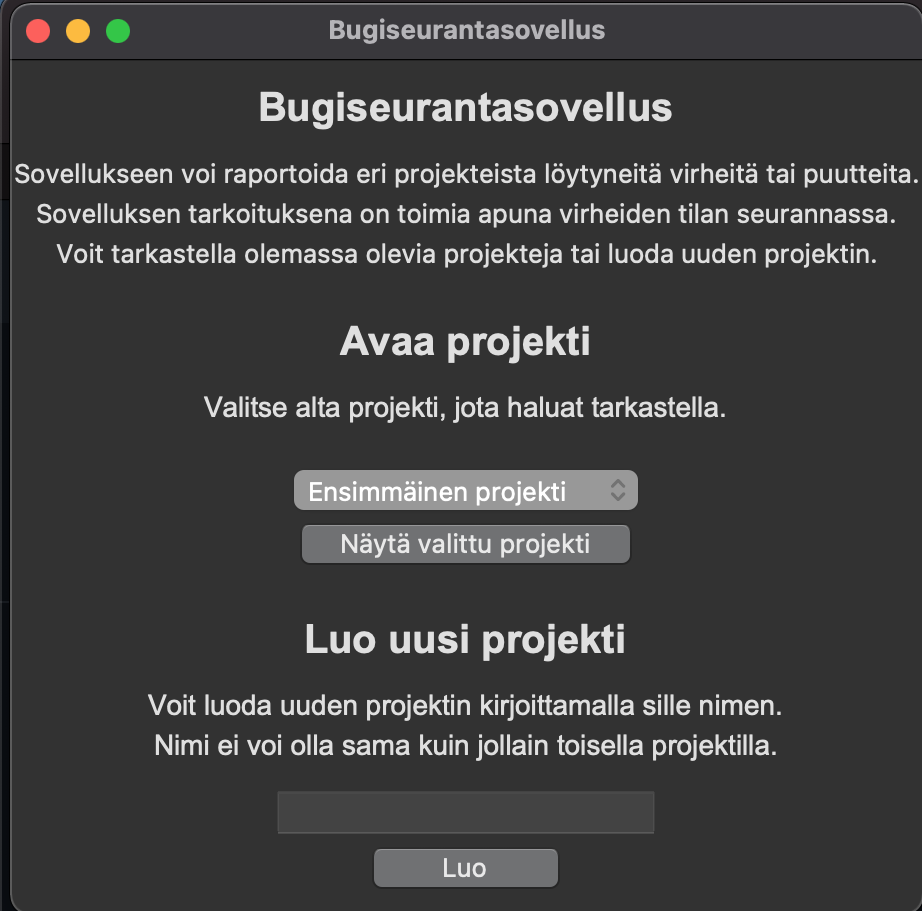 Bugiseurantasovellus
Bugiseurantasovellus
Sovellukseen voi raportoida eri projekteista löytyneitä virheitä tai puutteita.
Sovelluksen tarkoituksena on toimia apuna virheiden tilan seurannassa.
Voit tarkastella olemassa olevia projekteja tai luoda uuden projektin.
Avaa projekti
Valitse alta projekti, jota haluat tarkastella.
Ensimmäinen projekti
Näytä valittu projekti
Luo uusi projekti
Voit luoda uuden projektin kirjoittamalla sille nimen.
Nimi ei voi olla sama kuin jollain toisella projektilla.
Luo